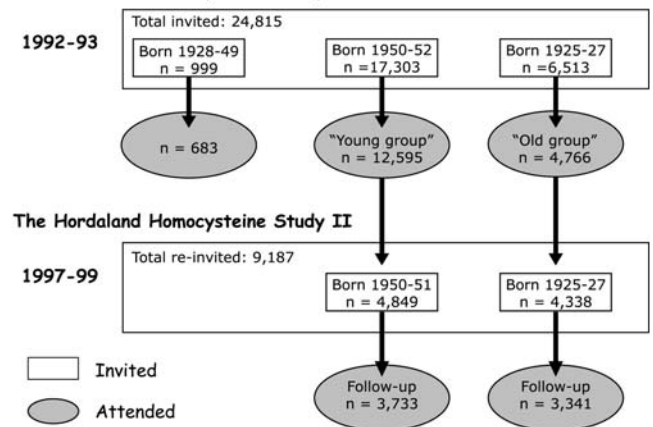 Total invited: 24,815
1992-93
Born 1928-49
n = 999
Born 1950-52
n =17,303
Born 1925-27
n =6,513
n = 683
"Young group"
n = 12,595
"Old group"
n = 4,766
The Hordaland Homocysteine Study II
Total re-invited: 9,187
1997-99
Born 1950-51
n = 4,849
Born 1925-27
n = 4,338
Invited
Follow-up
n = 3,733
Follow-up
n = 3,341
Attended